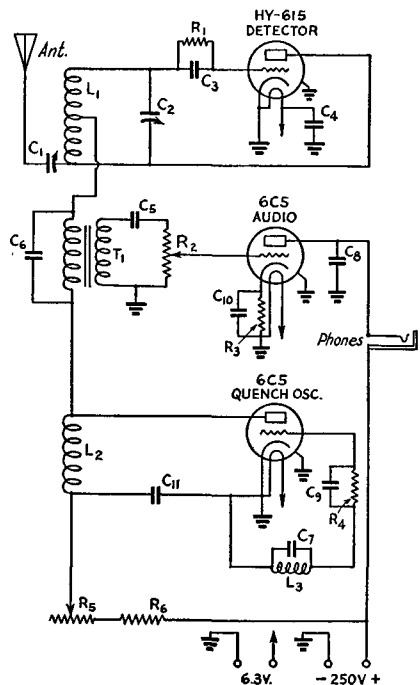 HY-615
DETECTOR
Ant.
R1
L1
C2
C3
C4
C1
C5
6C5
AUDIO
C6
T1
R2
C8
C10
R3
Phones
6C5
QUENCH OSC.
L2
C11
C9
R4
C7
L3
R5
R6
6.3V.
- 250V +